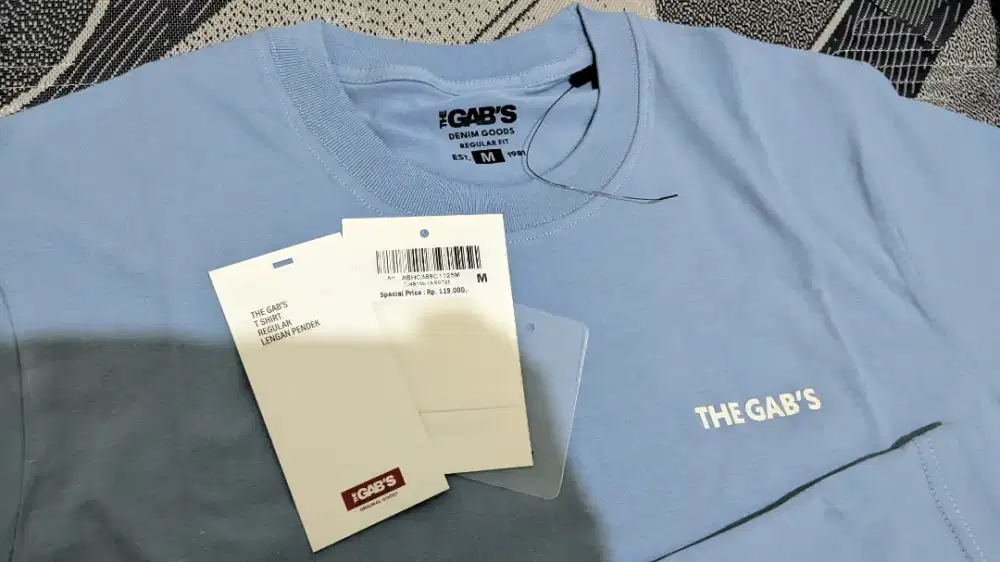 THE GAB'S
DENIM GOODS
REGULAR FIT
EST. M 1981
M
Special Price : Rp. 119.000,
THE GAB'S
T SHIRT
REGULAR
LENGAN PENDEK
THE GAB'S
ORIGINAL GOODS
THE GAB'S